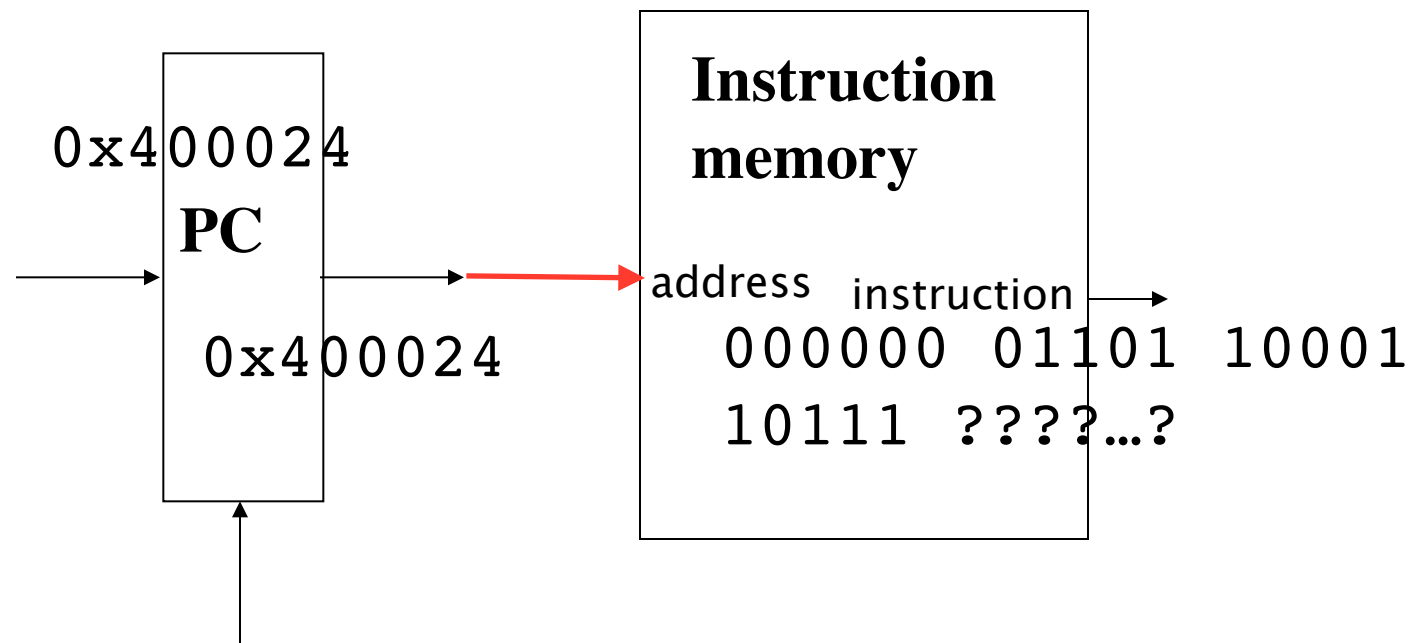 0x400024
PC
0x400024
Instruction
memory
address
instruction
000000 01101 10001
10111 ????…?